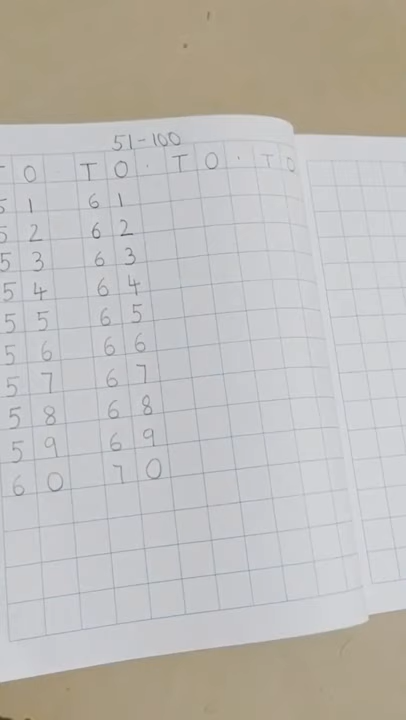 51-100
T O . T O . T O . T O
5 1 6 1
5 2 6 2
5 3 6 3
5 4 6 4
5 5 6 5
5 6 6 6
5 7 6 7
5 8 6 8
5 9 6 9
6 0 7 0